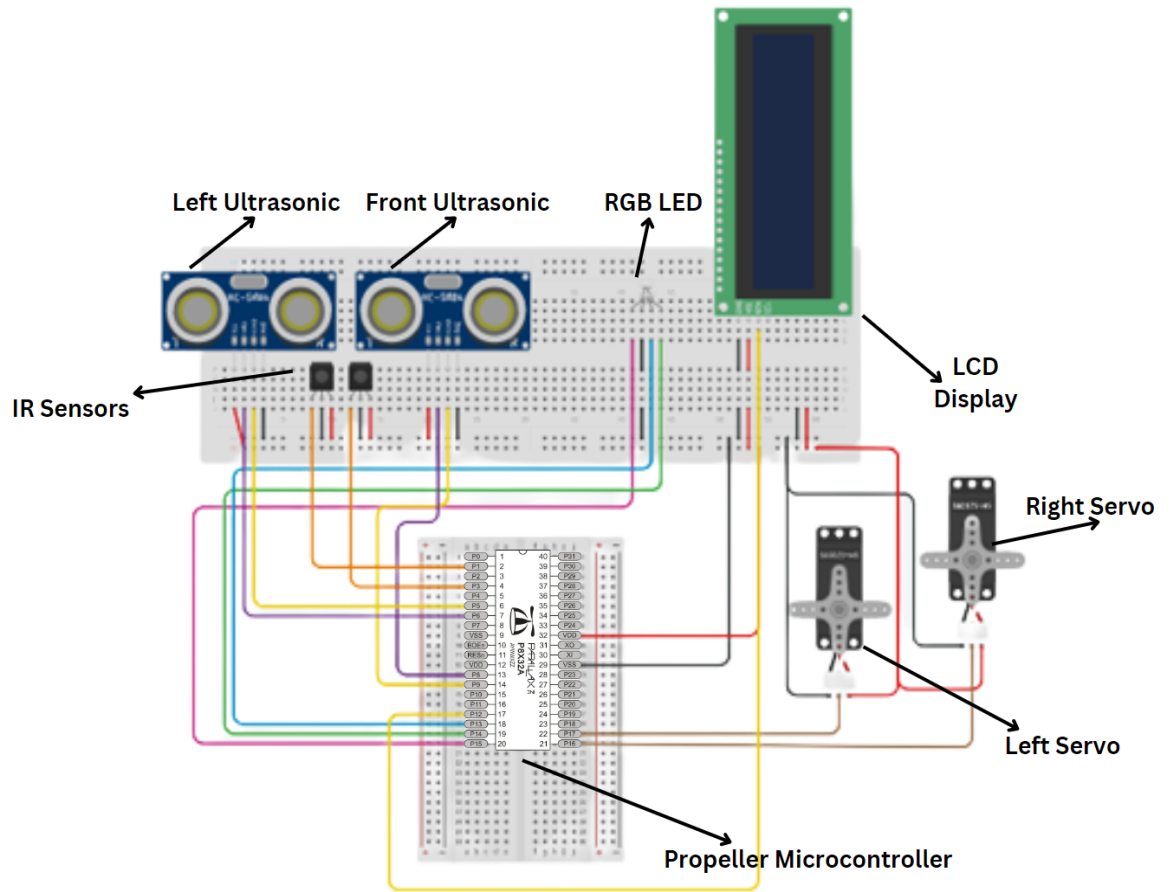 Left Ultrasonic
Front Ultrasonic
RGB LED
HC-SR04
HC-SR04
IR Sensors
LCD
Display
Right Servo
Left Servo
Propeller Microcontroller
P0 1 40 P31
P1 2 39 P30
P2 3 38 P29
P3 4 37 P28
P4 5 36 P27
P5 6 35 P26
P6 7 34 P25
P7 8 33 P24
VSS 9 32 VDD
BOEn 10 31 XO
RESn 11 30 XI
VDD 12 29 VSS
P8 13 28 P23
P9 14 27 P22
P10 15 26 P21
P11 16 25 P20
P12 17 24 P19
P13 18 23 P18
P14 19 22 P17
P15 20 21 P16
P8X32A
PARALLAX